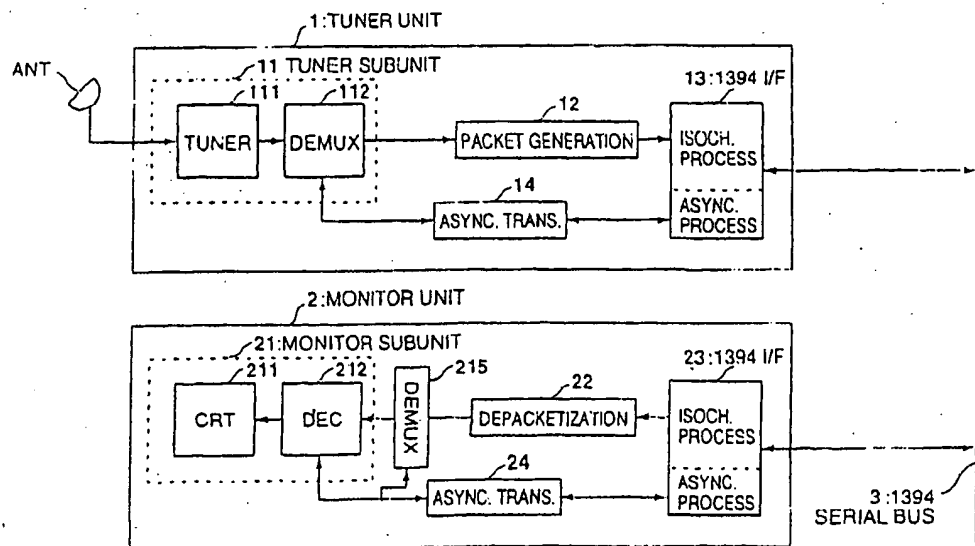 1:TUNER UNIT
ANT
11 TUNER SUBUNIT
111
112
TUNER
DEMUX
12
PACKET GENERATION
13:1394 I/F
ISOCH.
PROCESS
14
ASYNC. TRANS.
ASYNC.
PROCESS
2:MONITOR UNIT
21:MONITOR SUBUNIT
211
212
CRT
DEC
215
DEMUX
22
DEPACKETIZATION
23:1394 I/F
ISOCH.
PROCESS
24
ASYNC. TRANS.
ASYNC.
PROCESS
3:1394
SERIAL BUS